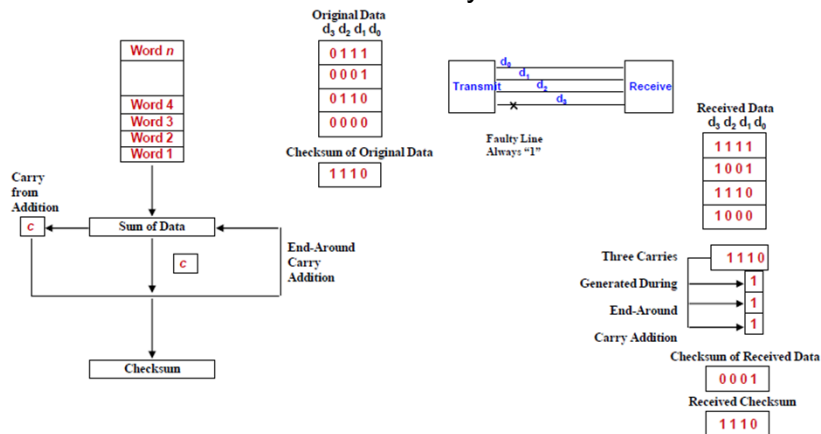 Word n
Word 4
Word 3
Word 2
Word 1
Carry
from
Addition
c
Sum of Data
c
End-Around
Carry
Addition
Checksum
Original Data
d3 d2 d1 d0
0 1 1 1
0 0 0 1
0 1 1 0
0 0 0 0
Checksum of Original Data
1 1 1 0
Transmit
d0
d1
d2
d3
Receive
Faulty Line
Always “1”
Received Data
d3 d2 d1 d0
1 1 1 1
1 0 0 1
1 1 1 0
1 0 0 0
Three Carries
Generated During
End-Around
Carry Addition
1 1 1 0
1
1
1
Checksum of Received Data
0 0 0 1
Received Checksum
1 1 1 0